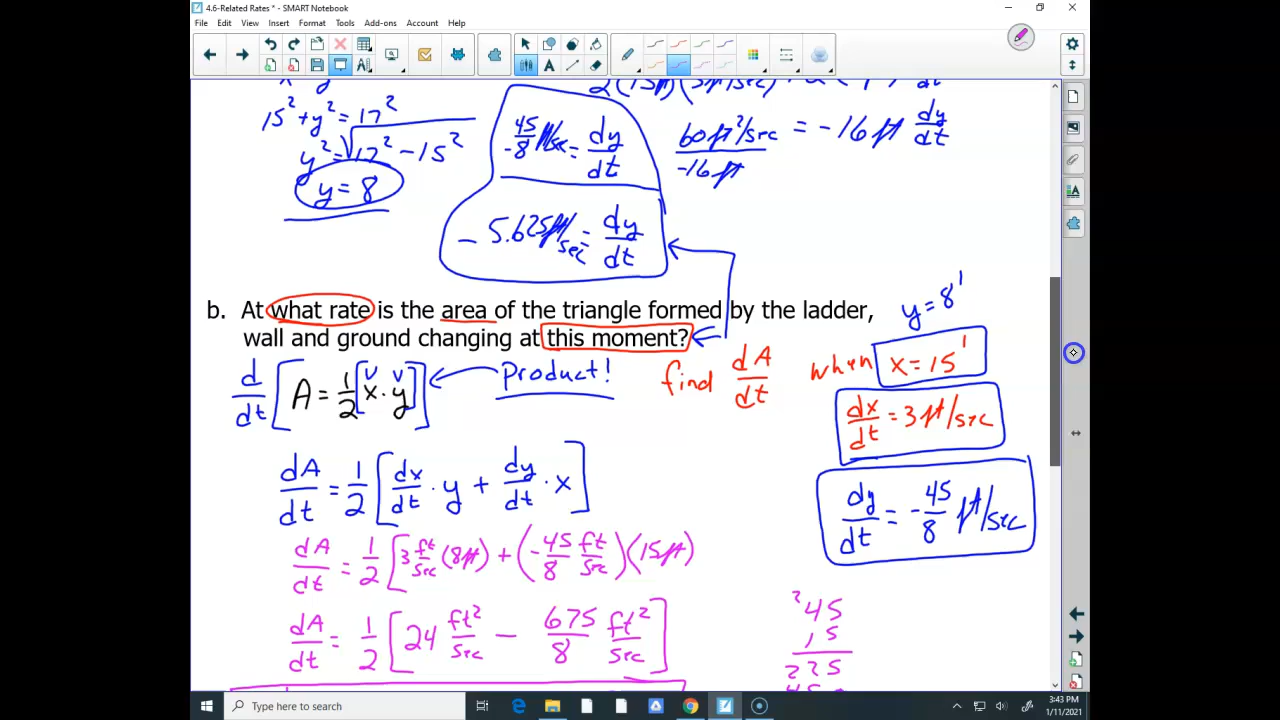 4.6-Related Rates * - SMART Notebook
File Edit View Insert Format Tools Add-ons Account Help
15² + y² = 17²
y² = √17² - 15²
y = 8
45/-8 ft/sec = dy/dt
- 5.625 ft/sec = dy/dt
60 ft²/sec / -16 ft = -16 ft dy/dt
b. At what rate is the area of the triangle formed by the ladder,
wall and ground changing at this moment?
y = 8'
find dA/dt when x = 15'
dx/dt = 3 ft/sec
dy/dt = -45/8 ft/sec
d/dt [A = 1/2 [x · y]]
Product!
dA/dt = 1/2 [dx/dt · y + dy/dt · x]
dA/dt = 1/2 [3 ft/sec (8ft) + (-45/8 ft/sec)(15ft)
dA/dt = 1/2 [24 ft²/sec - 675/8 ft²/sec]
²45
15
225
Type here to search
3:43 PM
1/11/2021